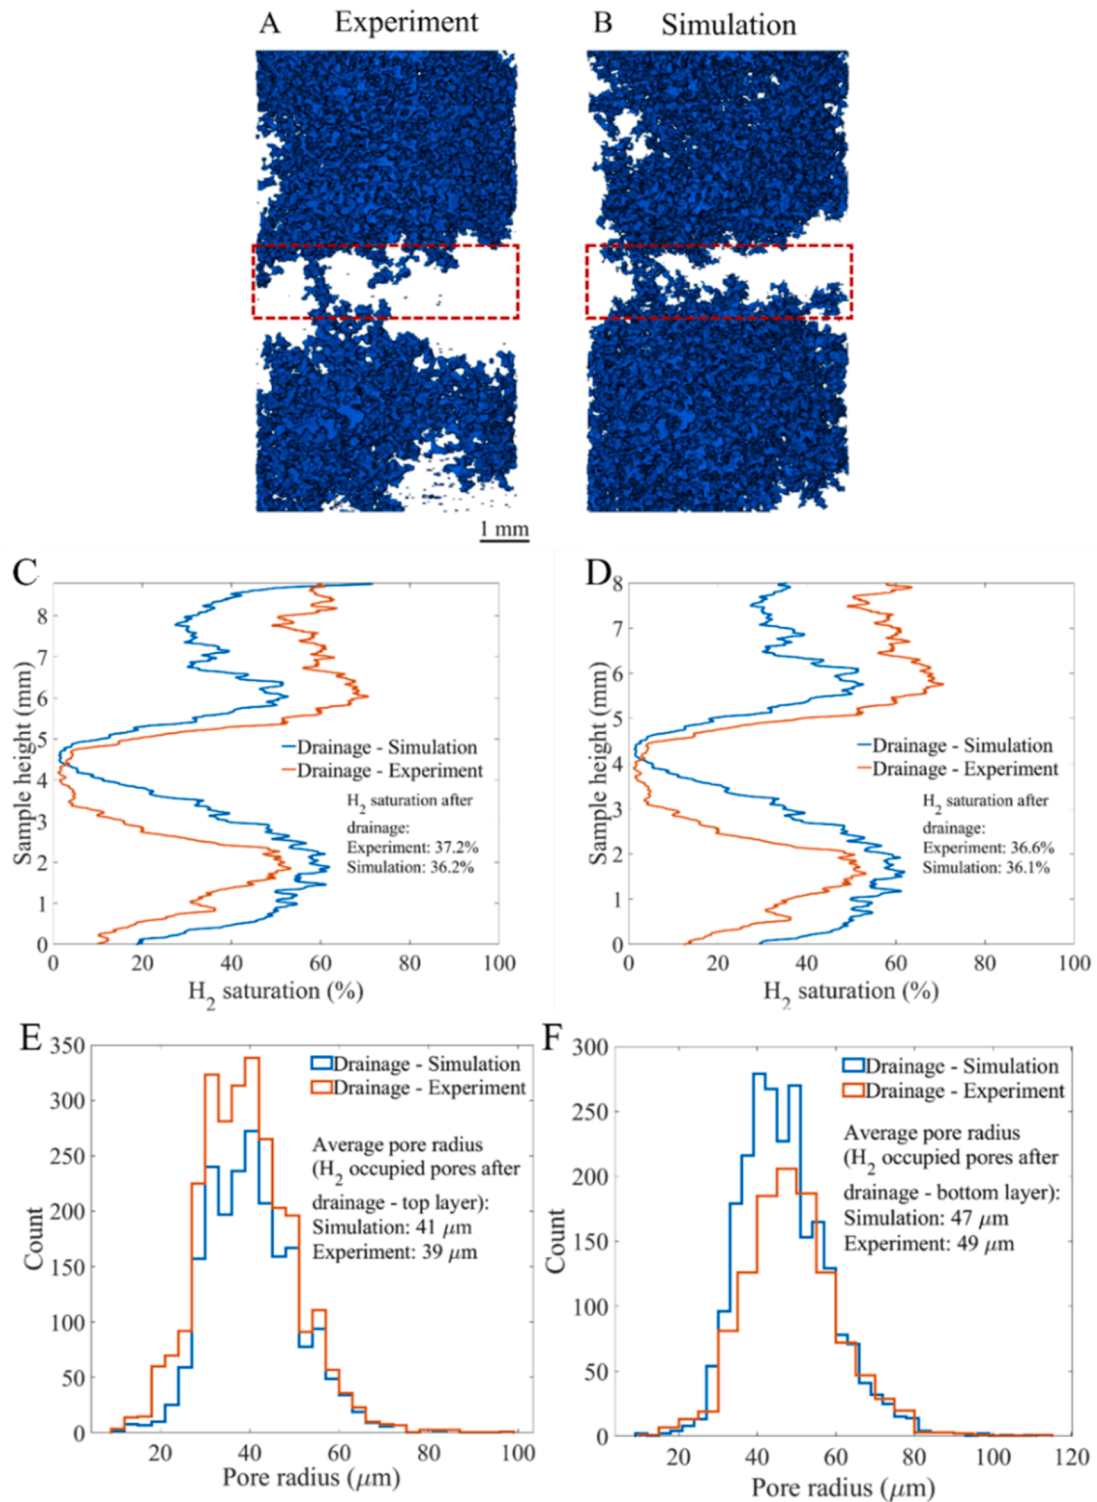 A Experiment
B Simulation
1 mm
C
8
7
6
5
4
3
2
1
0
Sample height (mm)
Drainage - Simulation
Drainage - Experiment
H2 saturation after
drainage:
Experiment: 37.2%
Simulation: 36.2%
0 20 40 60 80 100
H2 saturation (%)
D
8
7
6
5
4
3
2
1
0
Sample height (mm)
Drainage - Simulation
Drainage - Experiment
H2 saturation after
drainage:
Experiment: 36.6%
Simulation: 36.1%
0 20 40 60 80 100
H2 saturation (%)
E
350
300
250
200
150
100
50
0
Count
Drainage - Simulation
Drainage - Experiment
Average pore radius
(H2 occupied pores after
drainage - top layer):
Simulation: 41 μm
Experiment: 39 μm
20 40 60 80 100
Pore radius (μm)
F
300
250
200
150
100
50
0
Count
Drainage - Simulation
Drainage - Experiment
Average pore radius
(H2 occupied pores after
drainage - bottom layer):
Simulation: 47 μm
Experiment: 49 μm
20 40 60 80 100 120
Pore radius (μm)